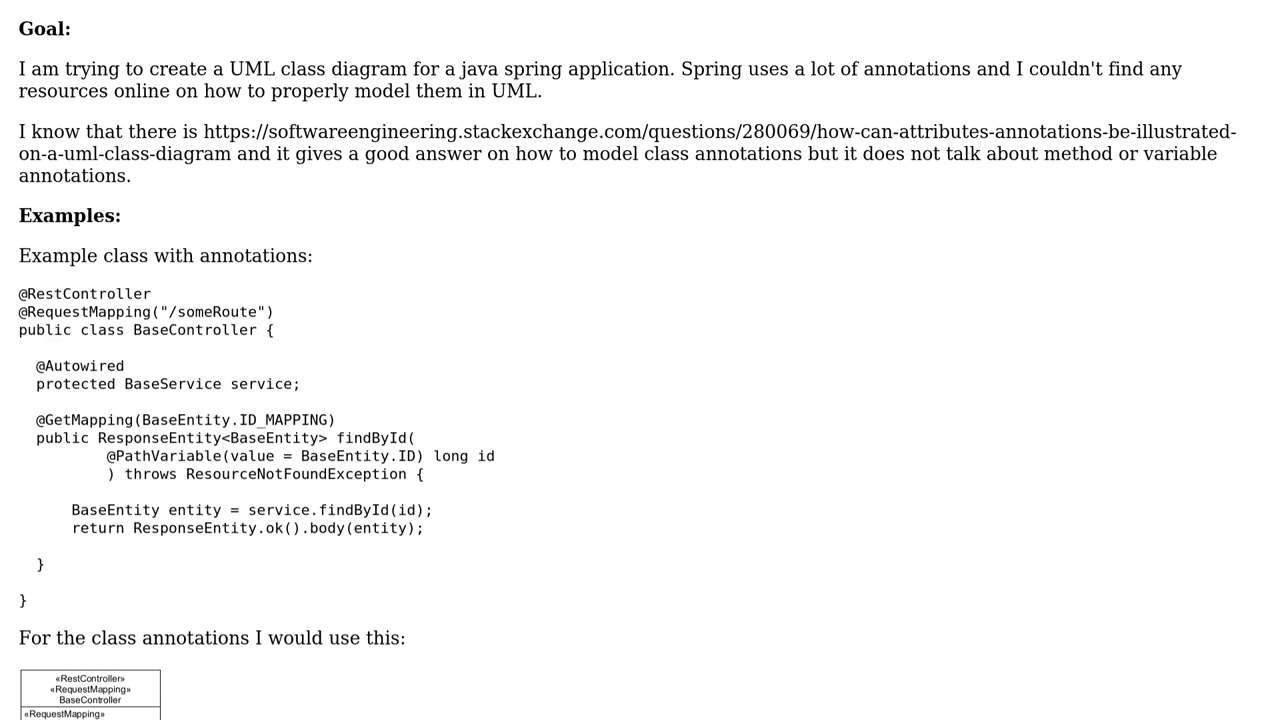 Goal:
I am trying to create a UML class diagram for a java spring application. Spring uses a lot of annotations and I couldn't find any
resources online on how to properly model them in UML.
I know that there is https://softwareengineering.stackexchange.com/questions/280069/how-can-attributes-annotations-be-illustrated-
on-a-uml-class-diagram and it gives a good answer on how to model class annotations but it does not talk about method or variable
annotations.
Examples:
Example class with annotations:
@RestController
@RequestMapping("/someRoute")
public class BaseController {
@Autowired
protected BaseService service;
@GetMapping(BaseEntity.ID_MAPPING)
public ResponseEntity<BaseEntity> findById(
@PathVariable(value = BaseEntity.ID) long id
) throws ResourceNotFoundException {
BaseEntity entity = service.findById(id);
return ResponseEntity.ok().body(entity);
}
}
For the class annotations I would use this:
«RestController»
«RequestMapping»
BaseController
«RequestMapping»